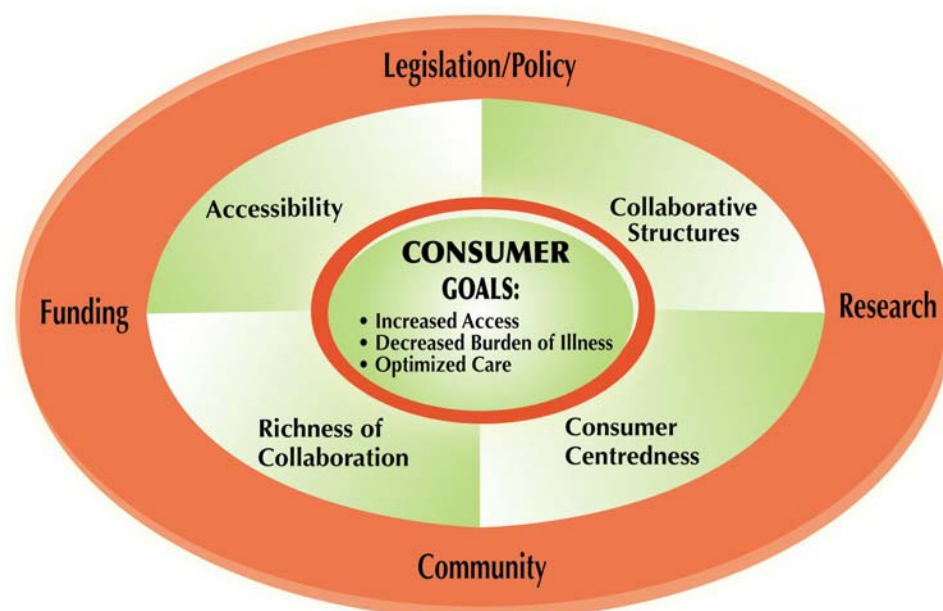 Legislation/Policy
Accessibility
Collaborative
Structures
CONSUMER
GOALS:
• Increased Access
• Decreased Burden of Illness
• Optimized Care
Funding
Research
Richness of
Collaboration
Consumer
Centredness
Community